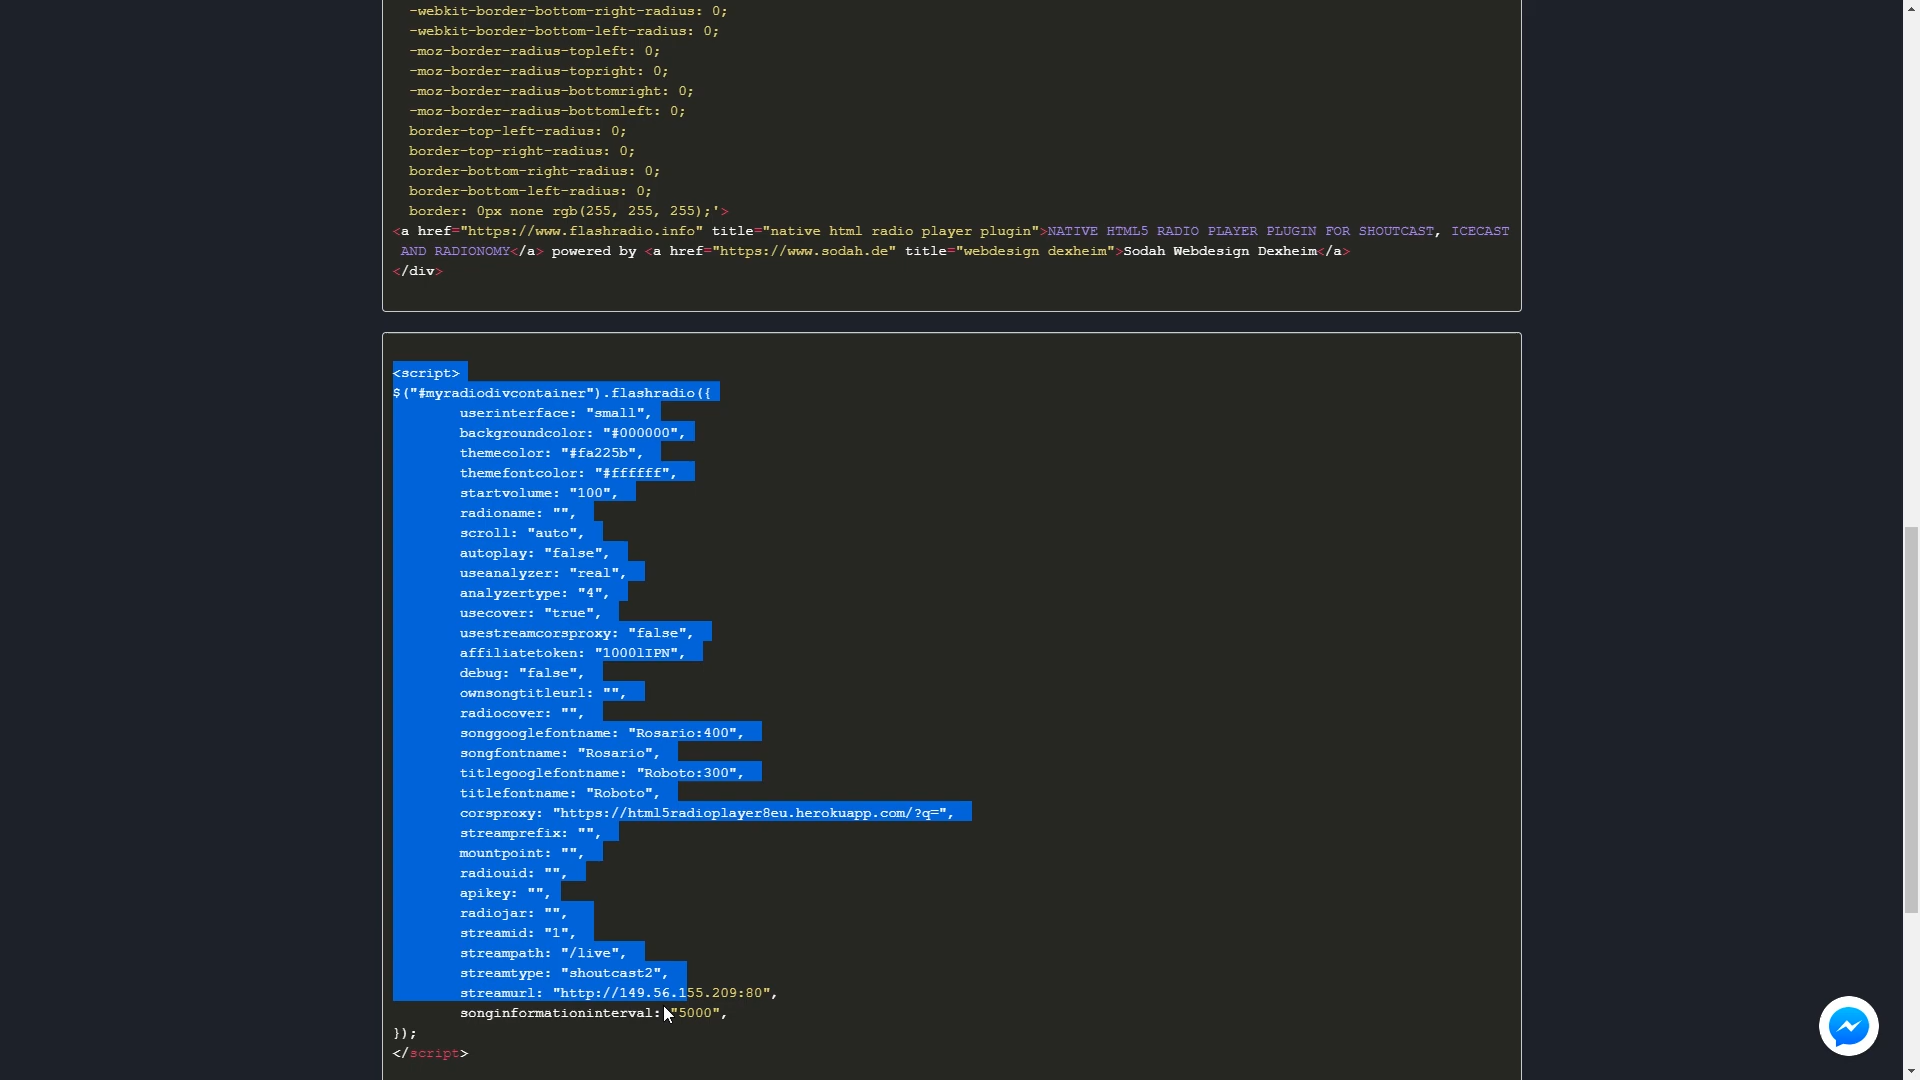 -webkit-border-bottom-right-radius: 0;
-webkit-border-bottom-left-radius: 0;
-moz-border-radius-topleft: 0;
-moz-border-radius-topright: 0;
-moz-border-radius-bottomright: 0;
-moz-border-radius-bottomleft: 0;
border-top-left-radius: 0;
border-top-right-radius: 0;
border-bottom-right-radius: 0;
border-bottom-left-radius: 0;
border: 0px none rgb(255, 255, 255);'>
<a href="https://www.flashradio.info" title="native html radio player plugin">NATIVE HTML5 RADIO PLAYER PLUGIN FOR SHOUTCAST, ICECAST
AND RADIONOMY</a> powered by <a href="https://www.sodah.de" title="webdesign dexheim">Sodah Webdesign Dexheim</a>
</div>
<script>
$("#myradiodivcontainer").flashradio({
userinterface: "small",
backgroundcolor: "#000000",
themecolor: "#fa225b",
themefontcolor: "#ffffff",
startvolume: "100",
radioname: "",
scroll: "auto",
autoplay: "false",
useanalyzer: "real",
analyzertype: "4",
usecover: "true",
usestreamcorsproxy: "false",
affiliatetoken: "1000lIPN",
debug: "false",
ownsongtitleurl: "",
radiocover: "",
songgooglefontname: "Rosario:400",
songfontname: "Rosario",
titlegooglefontname: "Roboto:300",
titlefontname: "Roboto",
corsproxy: "https://html5radioplayer8eu.herokuapp.com/?q=",
streamprefix: "",
mountpoint: "",
radiouid: "",
apikey: "",
radiojar: "",
streamid: "1",
streampath: "/live",
streamtype: "shoutcast2",
streamurl: "http://149.56.155.209:80",
songinformationinterval: "5000",
});
</script>